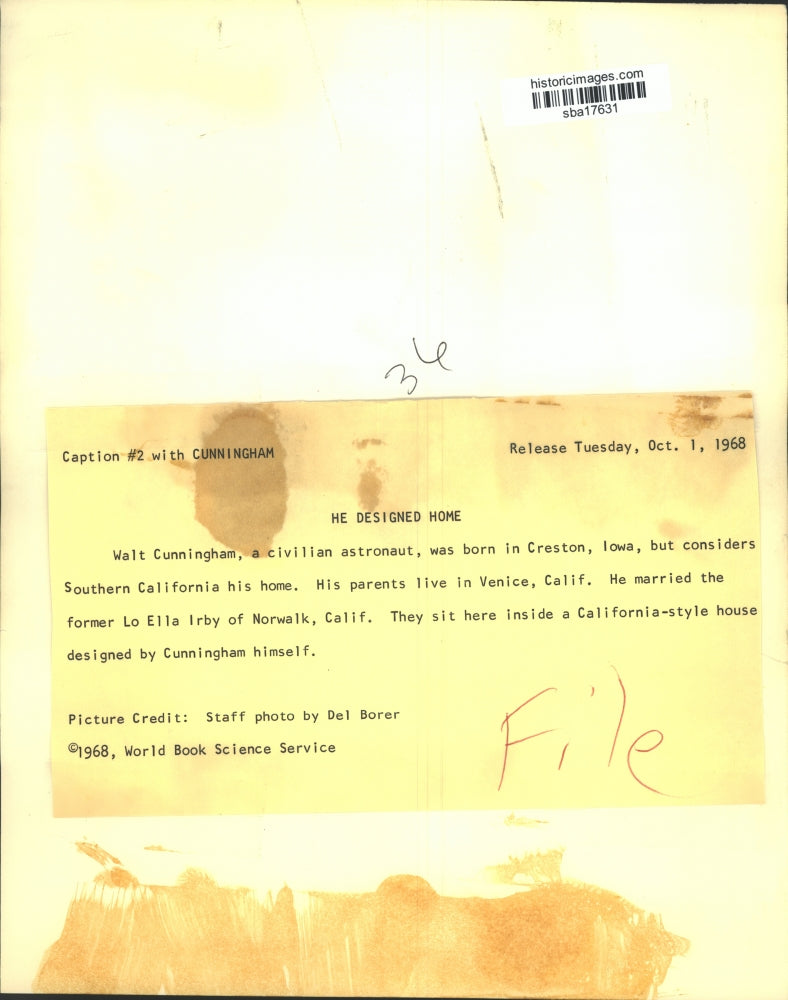 historicimages.com
sba17631
34
Caption #2 with CUNNINGHAM
Release Tuesday, Oct. 1, 1968
HE DESIGNED HOME
Walt Cunningham, a civilian astronaut, was born in Creston, Iowa, but considers
Southern California his home. His parents live in Venice, Calif. He married the
former Lo Ella Irby of Norwalk, Calif. They sit here inside a California-style house
designed by Cunningham himself.
Picture Credit: Staff photo by Del Borer
©1968, World Book Science Service
File